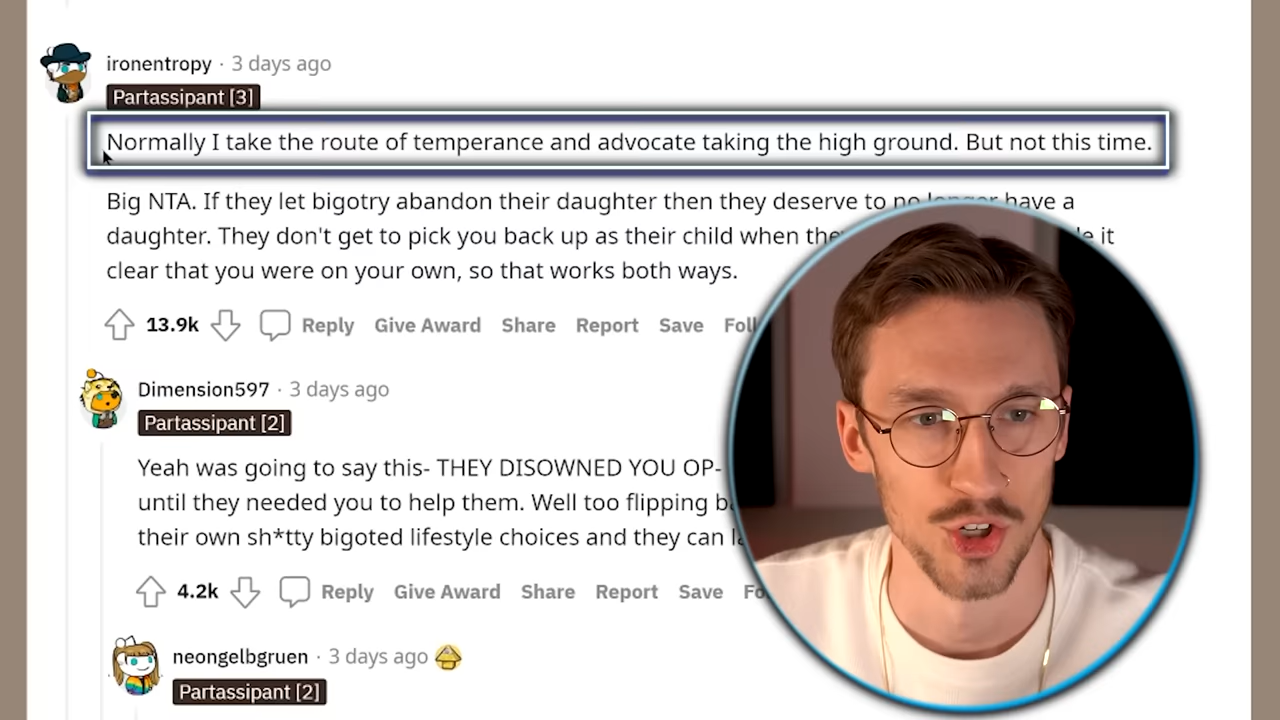 ironentropy · 3 days ago
Partassipant [3]
Normally I take the route of temperance and advocate taking the high ground. But not this time.
Big NTA. If they let bigotry abandon their daughter then they deserve to no longer have a
daughter. They don't get to pick you back up as their child when it
clear that you were on your own, so that works both ways.
13.9k Reply Give Award Share Report Save
Dimension597 · 3 days ago
Partassipant [2]
Yeah was going to say this- THEY DISOWNED YOU OP-
until they needed you to help them. Well too flipping
their own sh*tty bigoted lifestyle choices and they can
4.2k Reply Give Award Share Report Save
neongelbgruen · 3 days ago
Partassipant [2]